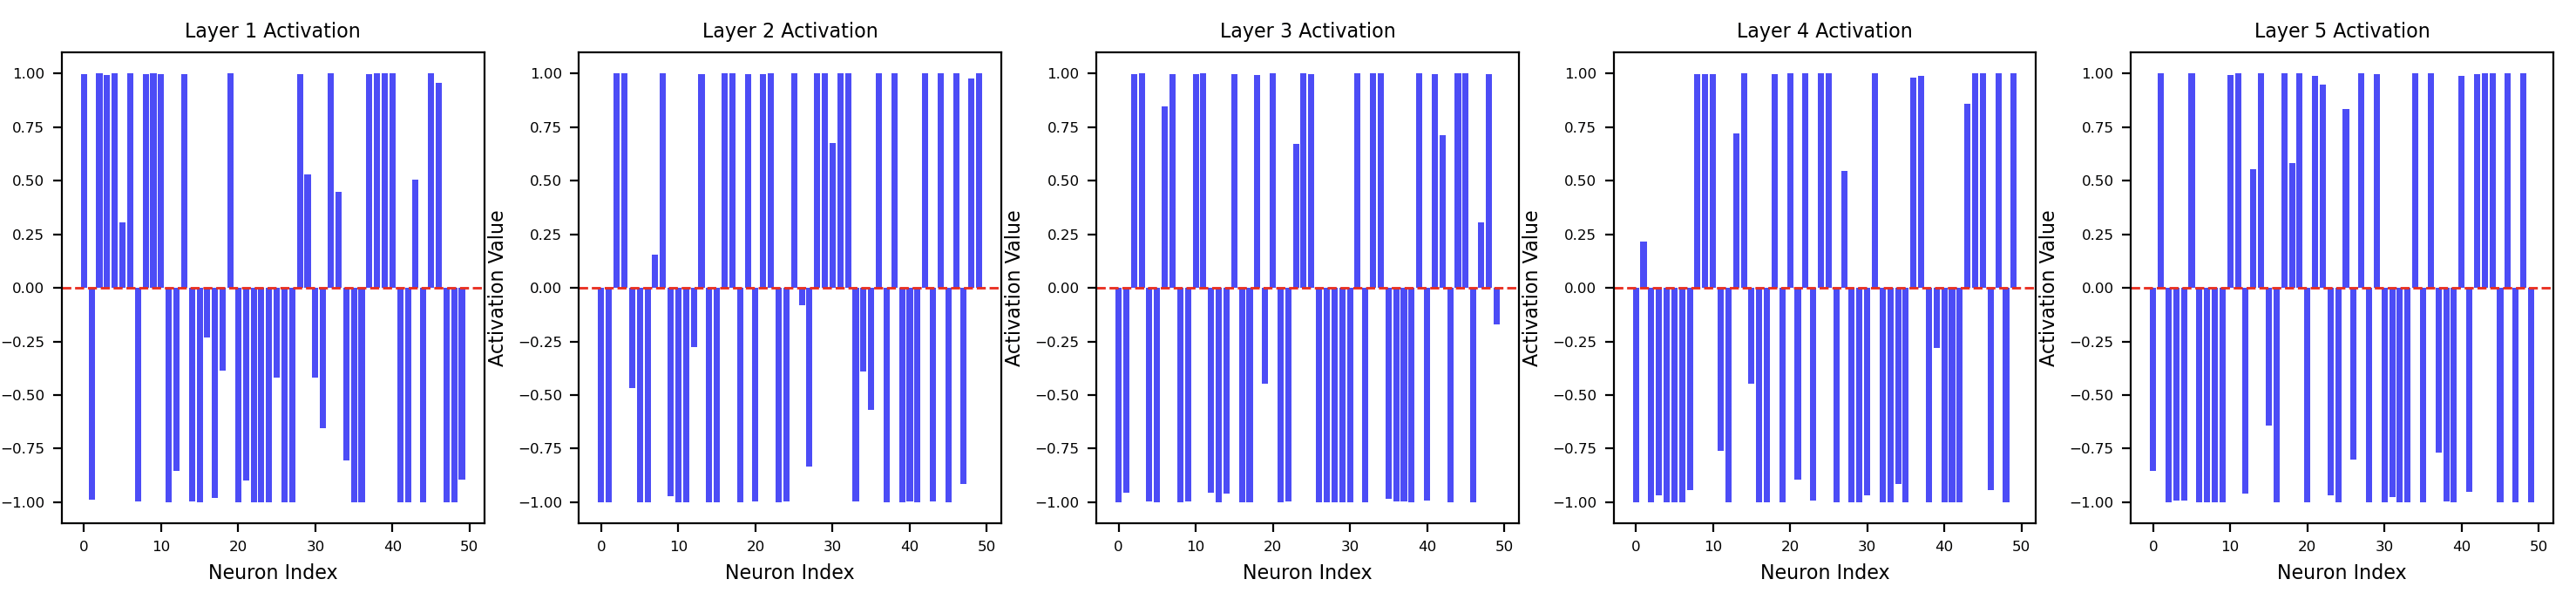 Layer 1 Activation
1.00
0.75
0.50
0.25
0.00
−0.25
−0.50
−0.75
−1.00
0 10 20 30 40 50
Neuron Index
Activation Value
Layer 2 Activation
1.00
0.75
0.50
0.25
0.00
−0.25
−0.50
−0.75
−1.00
0 10 20 30 40 50
Neuron Index
Activation Value
Layer 3 Activation
1.00
0.75
0.50
0.25
0.00
−0.25
−0.50
−0.75
−1.00
0 10 20 30 40 50
Neuron Index
Activation Value
Layer 4 Activation
1.00
0.75
0.50
0.25
0.00
−0.25
−0.50
−0.75
−1.00
0 10 20 30 40 50
Neuron Index
Activation Value
Layer 5 Activation
1.00
0.75
0.50
0.25
0.00
−0.25
−0.50
−0.75
−1.00
0 10 20 30 40 50
Neuron Index